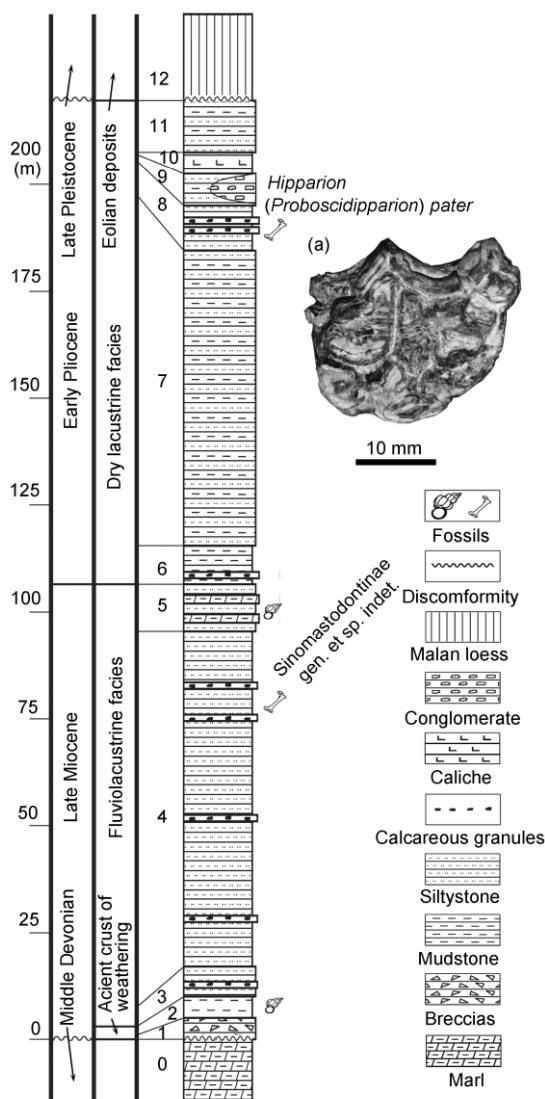 12
11
10
9
8
7
6
5
4
3
2
1
0
200
(m)
175
150
125
100
75
50
25
0
Late Pleistocene
Early Pliocene
Late Miocene
Middle Devonian
Eolian deposits
Dry lacustrine facies
Fluviolacustrine facies
Acient crust of
weathering
Hipparion
(Proboscidipparion) pater
(a)
10 mm
Sinomastodontinae
gen. et sp. indet.
Fossils
Discomformity
Malan loess
Conglomerate
Caliche
Calcareous granules
Siltystone
Mudstone
Breccias
Marl